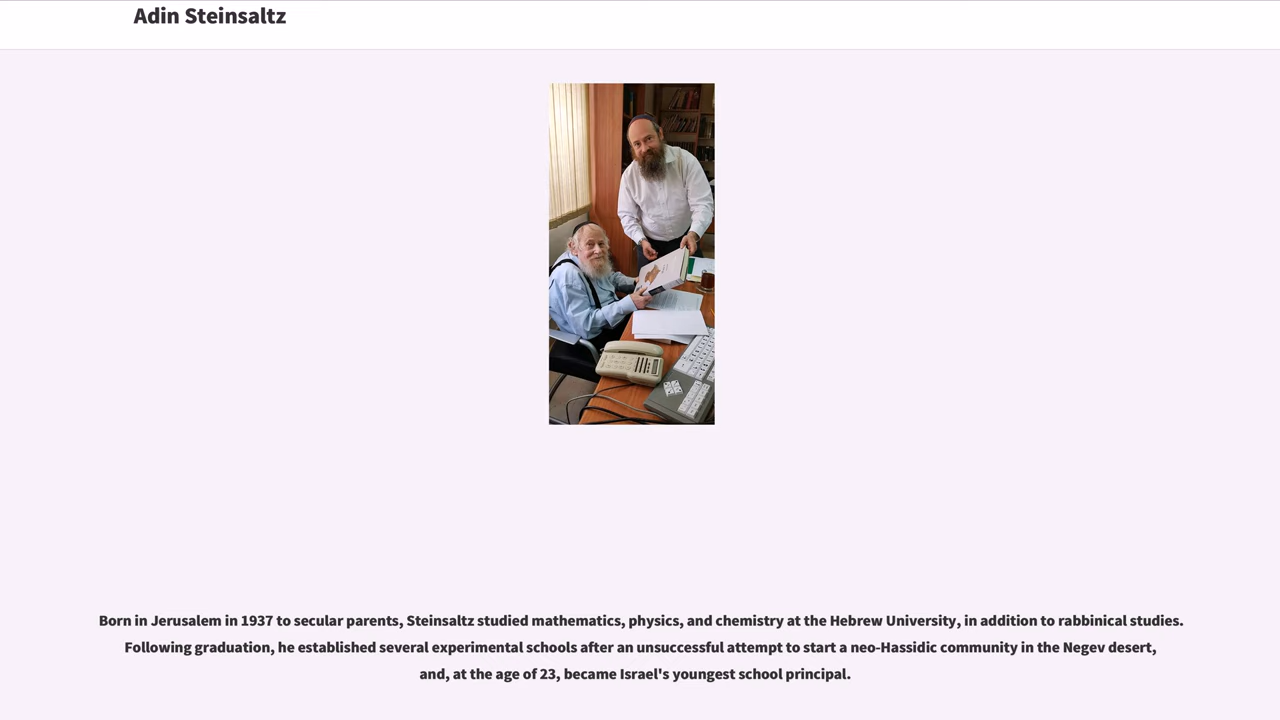 Adin Steinsaltz
Born in Jerusalem in 1937 to secular parents, Steinsaltz studied mathematics, physics, and chemistry at the Hebrew University, in addition to rabbinical studies.
Following graduation, he established several experimental schools after an unsuccessful attempt to start a neo-Hassidic community in the Negev desert,
and, at the age of 23, became Israel's youngest school principal.